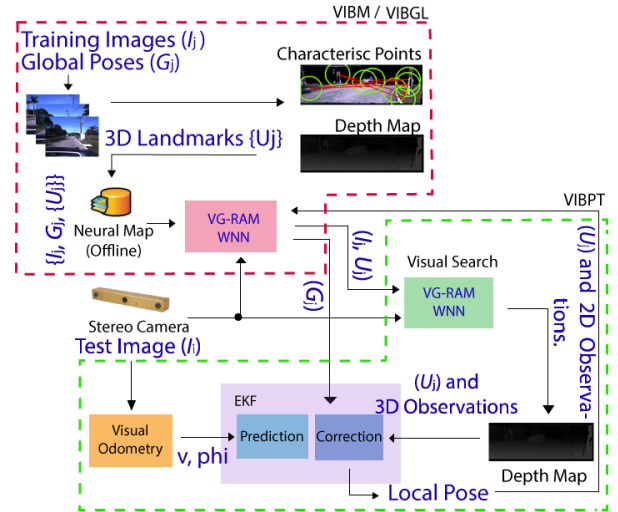 VIBM / VIBGL
Training Images (Ij)
Global Poses (Gj)
Characterisc Points
3D Landmarks {Uj}
Depth Map
{Ij, Gj, {Uj}}
Neural Map
(Offline)
VG-RAM
WNN
VIBPT
(Ij, Uj)
(Gj)
Visual Search
VG-RAM
WNN
(Uj) and 2D Observa-
tions.
Stereo Camera
Test Image (Ii)
(Uj) and
3D Observations
EKF
Visual
Odometry
v, phi
Prediction
Correction
Depth Map
Local Pose